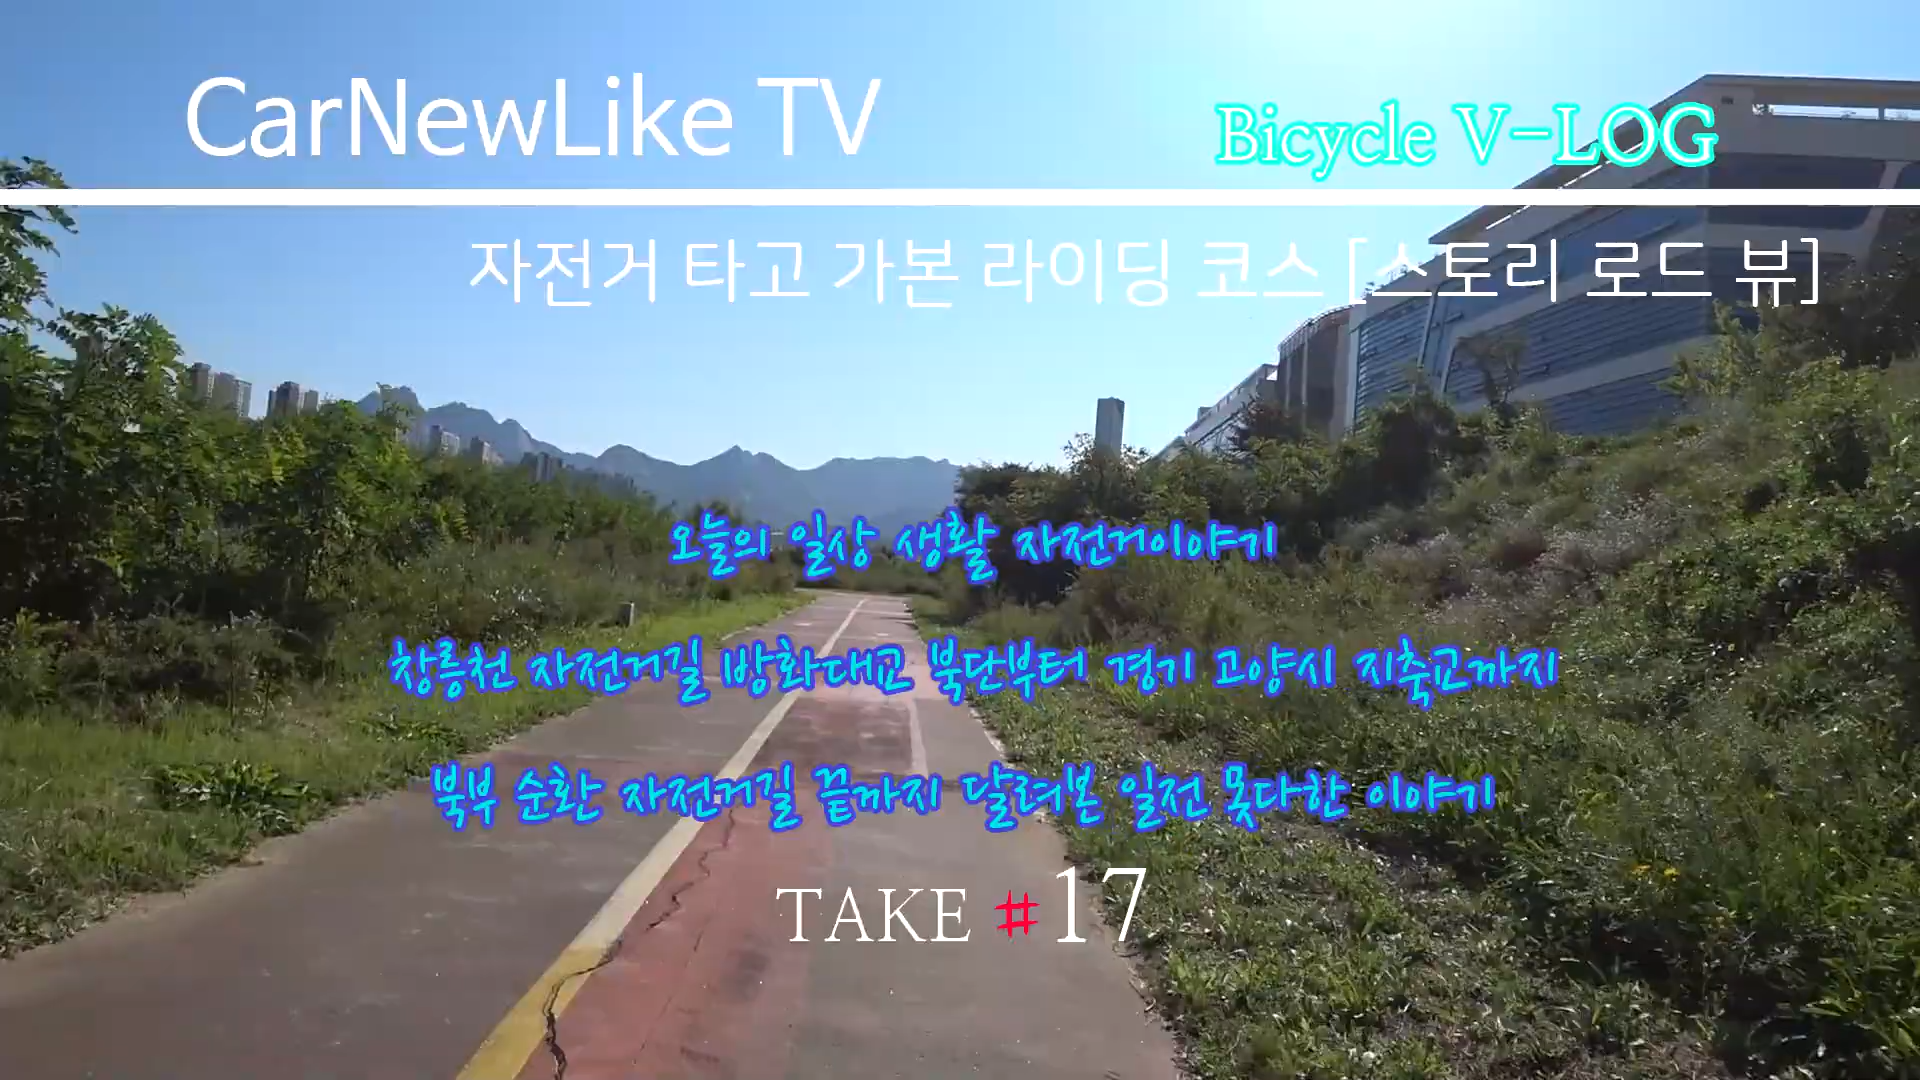 CarNewLike TV
Bicycle V-LOG
자전거 타고 가본 라이딩 코스 [스토리 로드 뷰]
오늘의 일상 생활 자전거이야기
창릉천 자전거길 방화대교 북단부터 경기 고양시 지축교까지
북부 순환 자전거길 끝까지 달려본 일전 못다한 이야기
TAKE #17